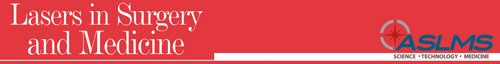 Lasers in Surgery
and Medicine
ASLMS
SCIENCE • TECHNOLOGY • MEDICINE